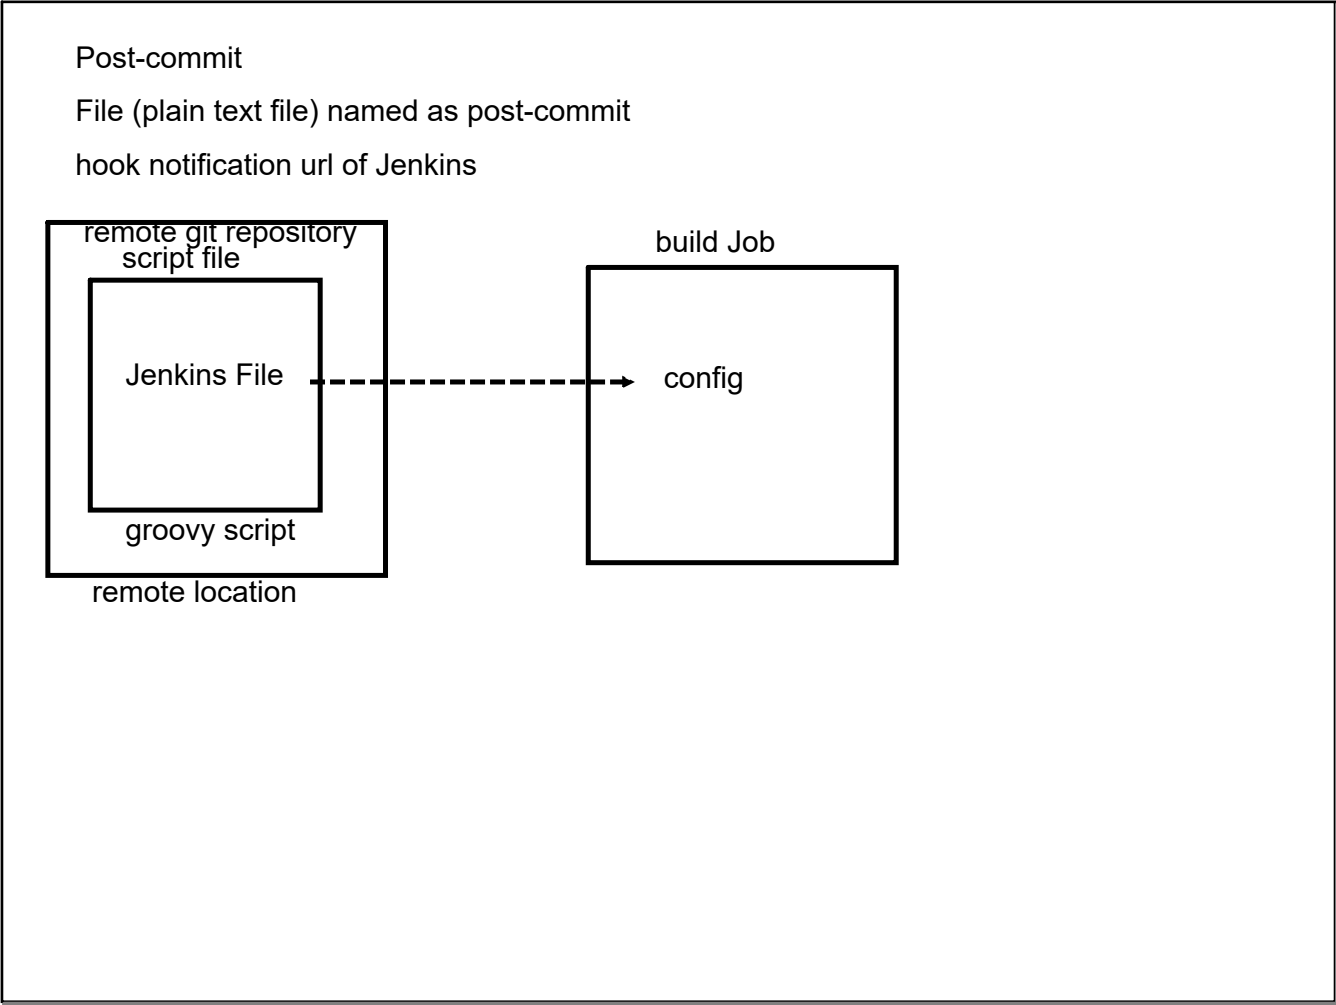 Post-commit
File (plain text file) named as post-commit
hook notification url of Jenkins
remote git repository
script file
build Job
Jenkins File
config
groovy script
remote location